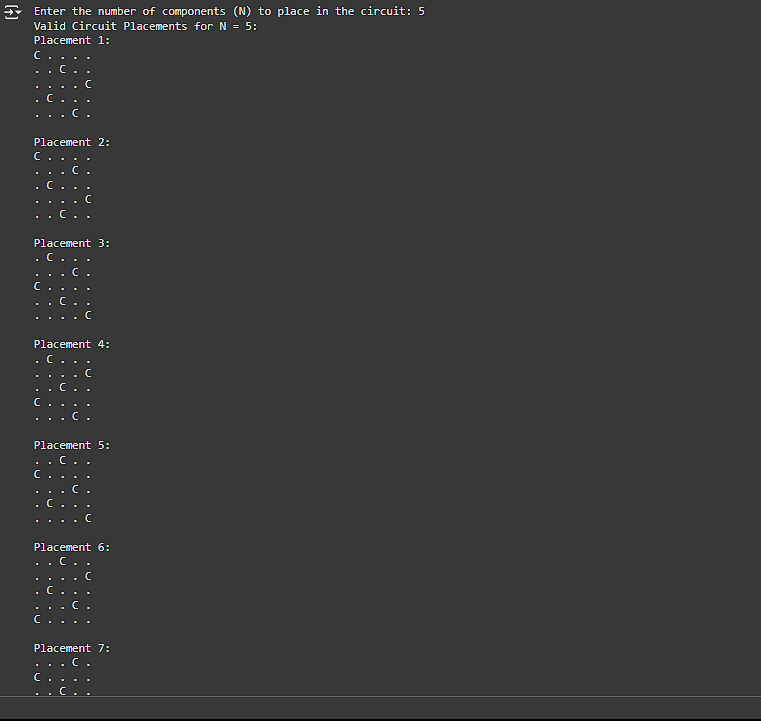 Enter the number of components (N) to place in the circuit: 5
Valid Circuit Placements for N = 5:
Placement 1:
C . . . .
. . C . .
. . . . C
. C . . .
. . . C .

Placement 2:
C . . . .
. . . C .
. C . . .
. . . . C
. . C . .

Placement 3:
. C . . .
. . . C .
C . . . .
. . C . .
. . . . C

Placement 4:
. C . . .
. . . . C
. . C . .
C . . . .
. . . C .

Placement 5:
. . C . .
C . . . .
. . . C .
. C . . .
. . . . C

Placement 6:
. . C . .
. . . . C
. C . . .
. . . C .
C . . . .

Placement 7:
. . . C .
C . . . .
. . C . .